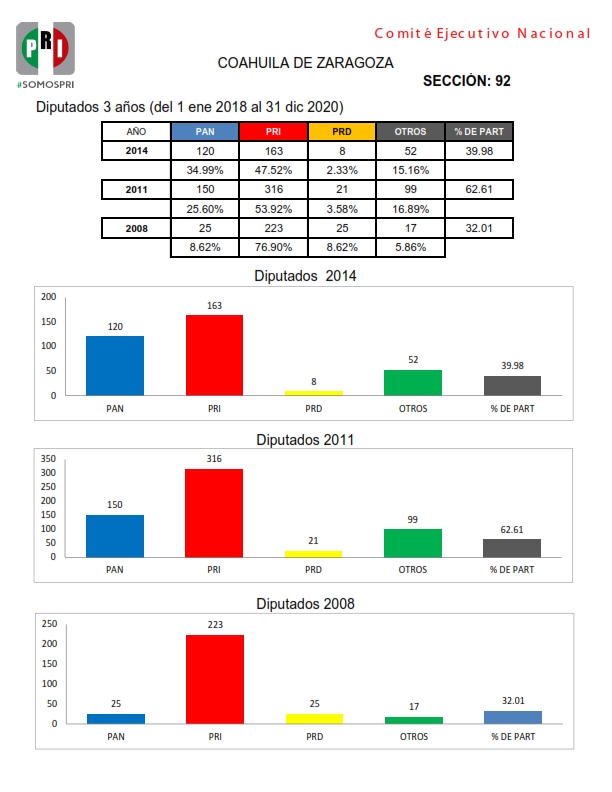 PRI
#SOMOSPRI
Comité Ejecutivo Nacional
COAHUILA DE ZARAGOZA
SECCIÓN: 92
Diputados 3 años (del 1 ene 2018 al 31 dic 2020)
AÑO PAN PRI PRD OTROS % DE PART
2014 120 163 8 52 39.98
34.99% 47.52% 2.33% 15.16%
2011 150 316 21 99 62.61
25.60% 53.92% 3.58% 16.89%
2008 25 223 25 17 32.01
8.62% 76.90% 8.62% 5.86%
Diputados 2014
200
150
100
50
0
120 163 8 52 39.98
PAN PRI PRD OTROS % DE PART
Diputados 2011
350
300
250
200
150
100
50
0
150 316 21 99 62.61
PAN PRI PRD OTROS % DE PART
Diputados 2008
250
200
150
100
50
0
25 223 25 17 32.01
PAN PRI PRD OTROS % DE PART